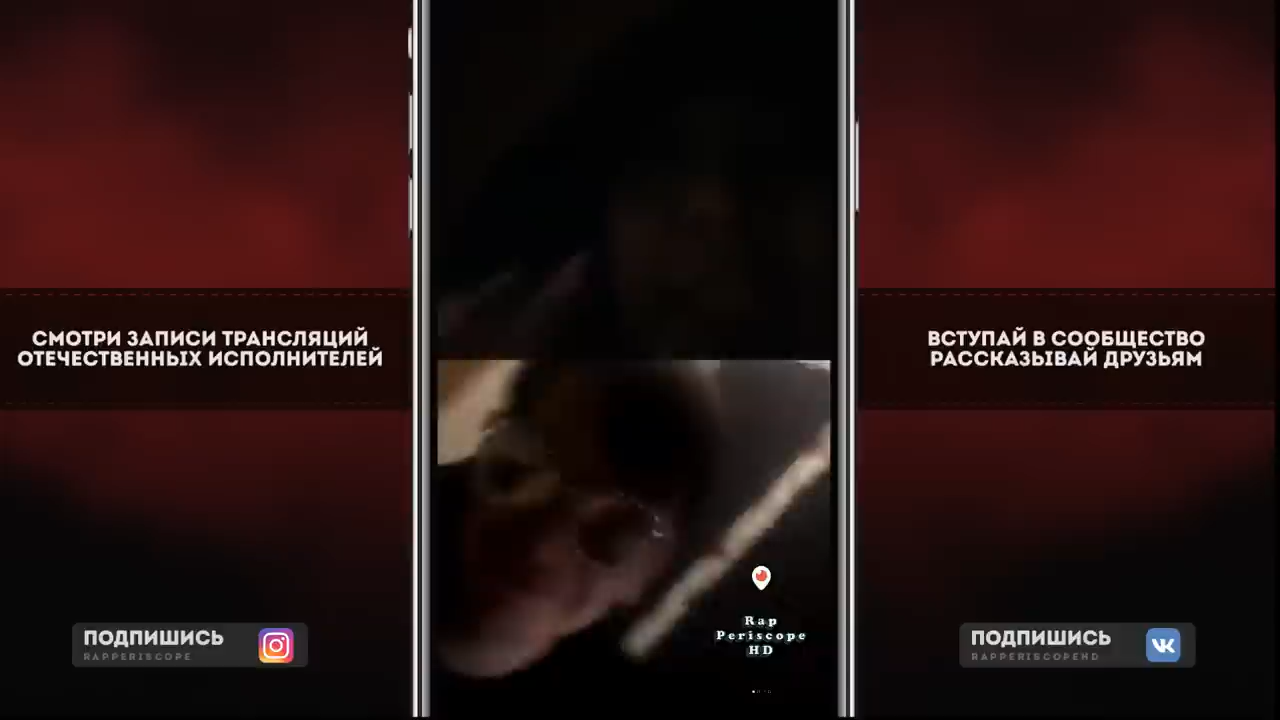 СМОТРИ ЗАПИСИ ТРАНСЛЯЦИЙ
ОТЕЧЕСТВЕННЫХ ИСПОЛНИТЕЛЕЙ
ВСТУПАЙ В СООБЩЕСТВО
РАССКАЗЫВАЙ ДРУЗЬЯМ
Rap
Periscope
HD
ПОДПИШИСЬ
RAPPERISCOPE
ПОДПИШИСЬ
RAPPERISCOPEHD